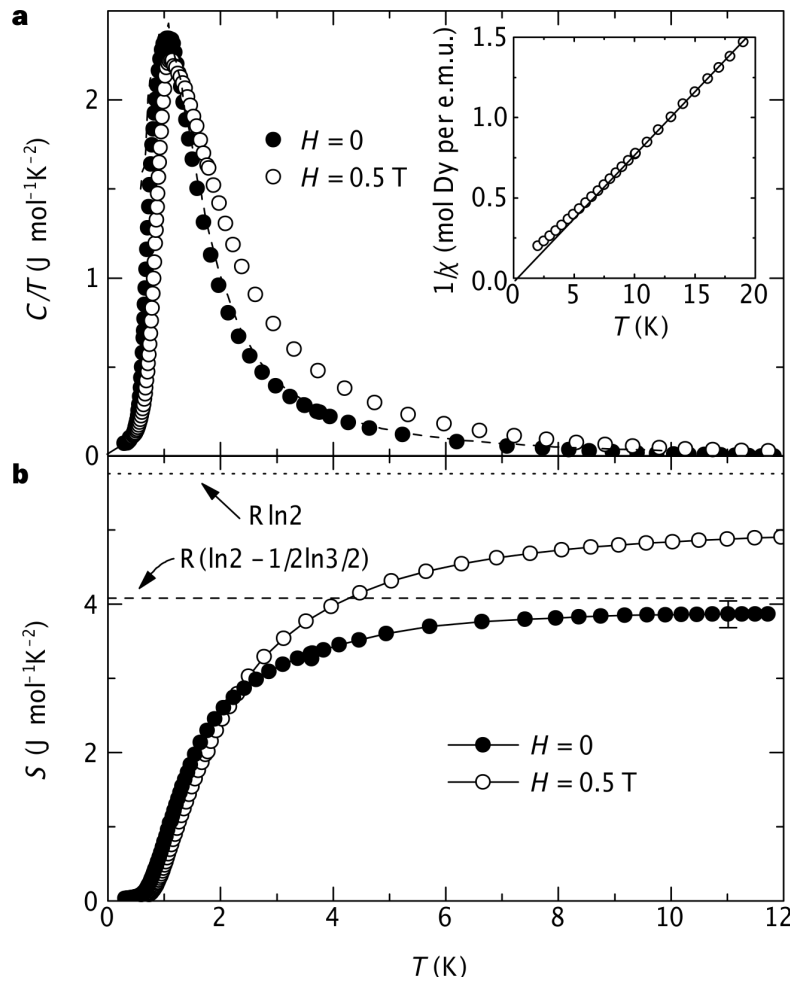 a
C/T (J mol⁻¹K⁻²)
2
1
0
H = 0
H = 0.5 T
1/χ (mol Dy per e.m.u.)
1.5
1.0
0.5
0.0
0 5 10 15 20
T (K)
b
S (J mol⁻¹K⁻²)
R ln2
R (ln2 – 1/2ln3/2)
4
2
0
H = 0
H = 0.5 T
0 2 4 6 8 10 12
T (K)